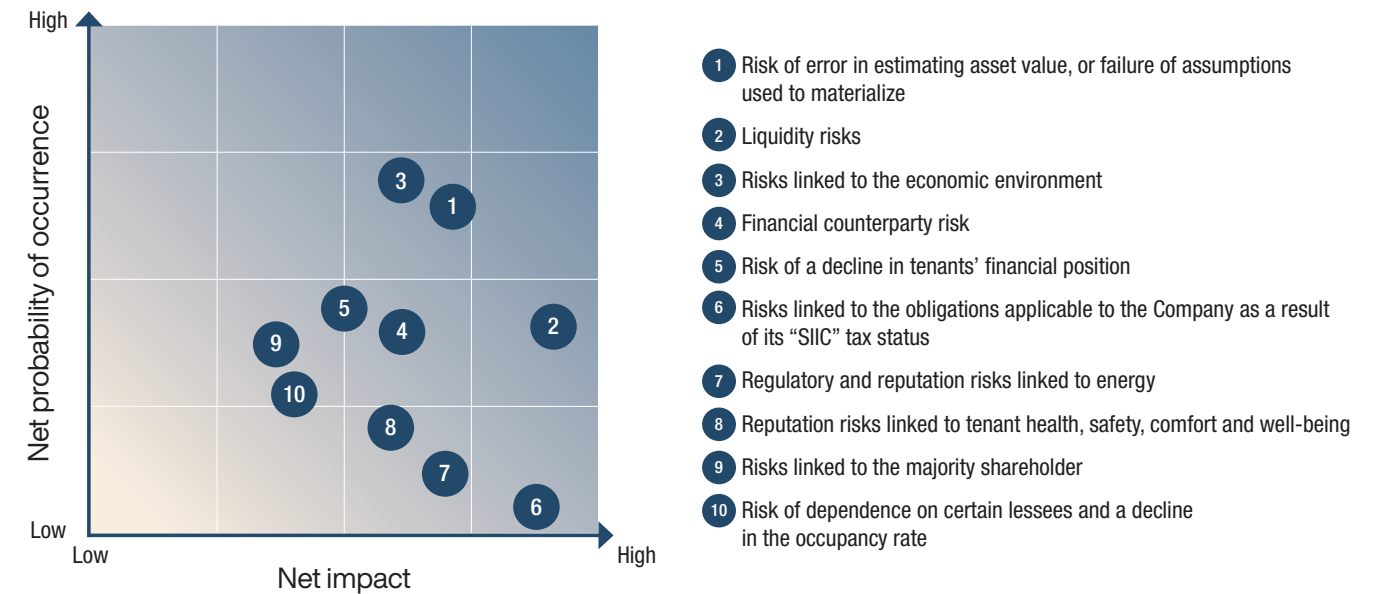 High
Net probability of occurrence
3
1
5
4
2
9
10
8
7
6
Low
Low
High
Net impact
1 Risk of error in estimating asset value, or failure of assumptions
used to materialize
2 Liquidity risks
3 Risks linked to the economic environment
4 Financial counterparty risk
5 Risk of a decline in tenants’ financial position
6 Risks linked to the obligations applicable to the Company as a result
of its “SIIC” tax status
7 Regulatory and reputation risks linked to energy
8 Reputation risks linked to tenant health, safety, comfort and well-being
9 Risks linked to the majority shareholder
10 Risk of dependence on certain lessees and a decline
in the occupancy rate